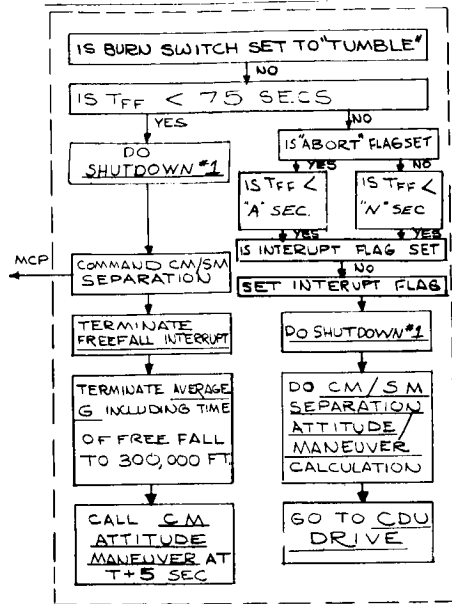 IS BURN SWITCH SET TO "TUMBLE"
NO
IS TFF < 75 SECS
YES
NO
DO
SHUTDOWN #1
IS "ABORT" FLAG SET
YES
NO
IS TFF <
"A" SEC.
IS TFF <
"N" SEC
YES
YES
IS INTERUPT FLAG SET
NO
SET INTERUPT FLAG
MCP
COMMAND CM/SM
SEPARATION
TERMINATE
FREEFALL INTERRUPT
TERMINATE AVERAGE
G INCLUDING TIME
OF FREE FALL
TO 300,000 FT.
CALL CM
ATTITUDE
MANEUVER AT
T+5 SEC
DO SHUTDOWN #1
DO CM/SM
SEPARATION
ATTITUDE
MANEUVER
CALCULATION
GO TO CDU
DRIVE